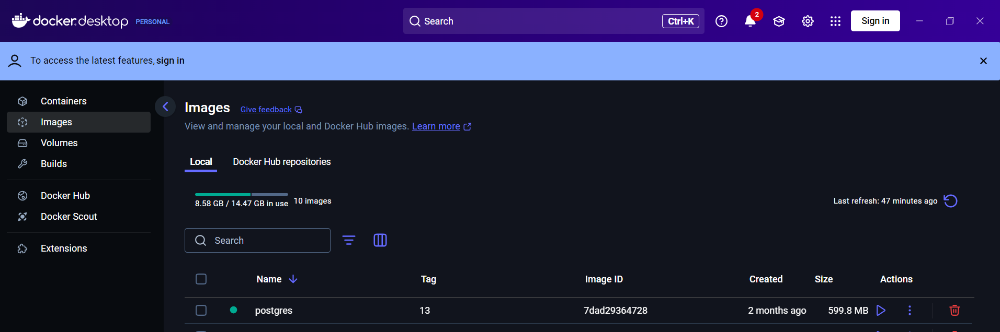 docker.desktop PERSONAL
Search Ctrl+K
2
Sign in
To access the latest features, sign in
Containers
Images
Volumes
Builds
Docker Hub
Docker Scout
Extensions
Images Give feedback
View and manage your local and Docker Hub images. Learn more
Local Docker Hub repositories
8.58 GB / 14.47 GB in use 10 images
Last refresh: 47 minutes ago
Search
Name Tag Image ID Created Size Actions
postgres 13 7dad29364728 2 months ago 599.8 MB